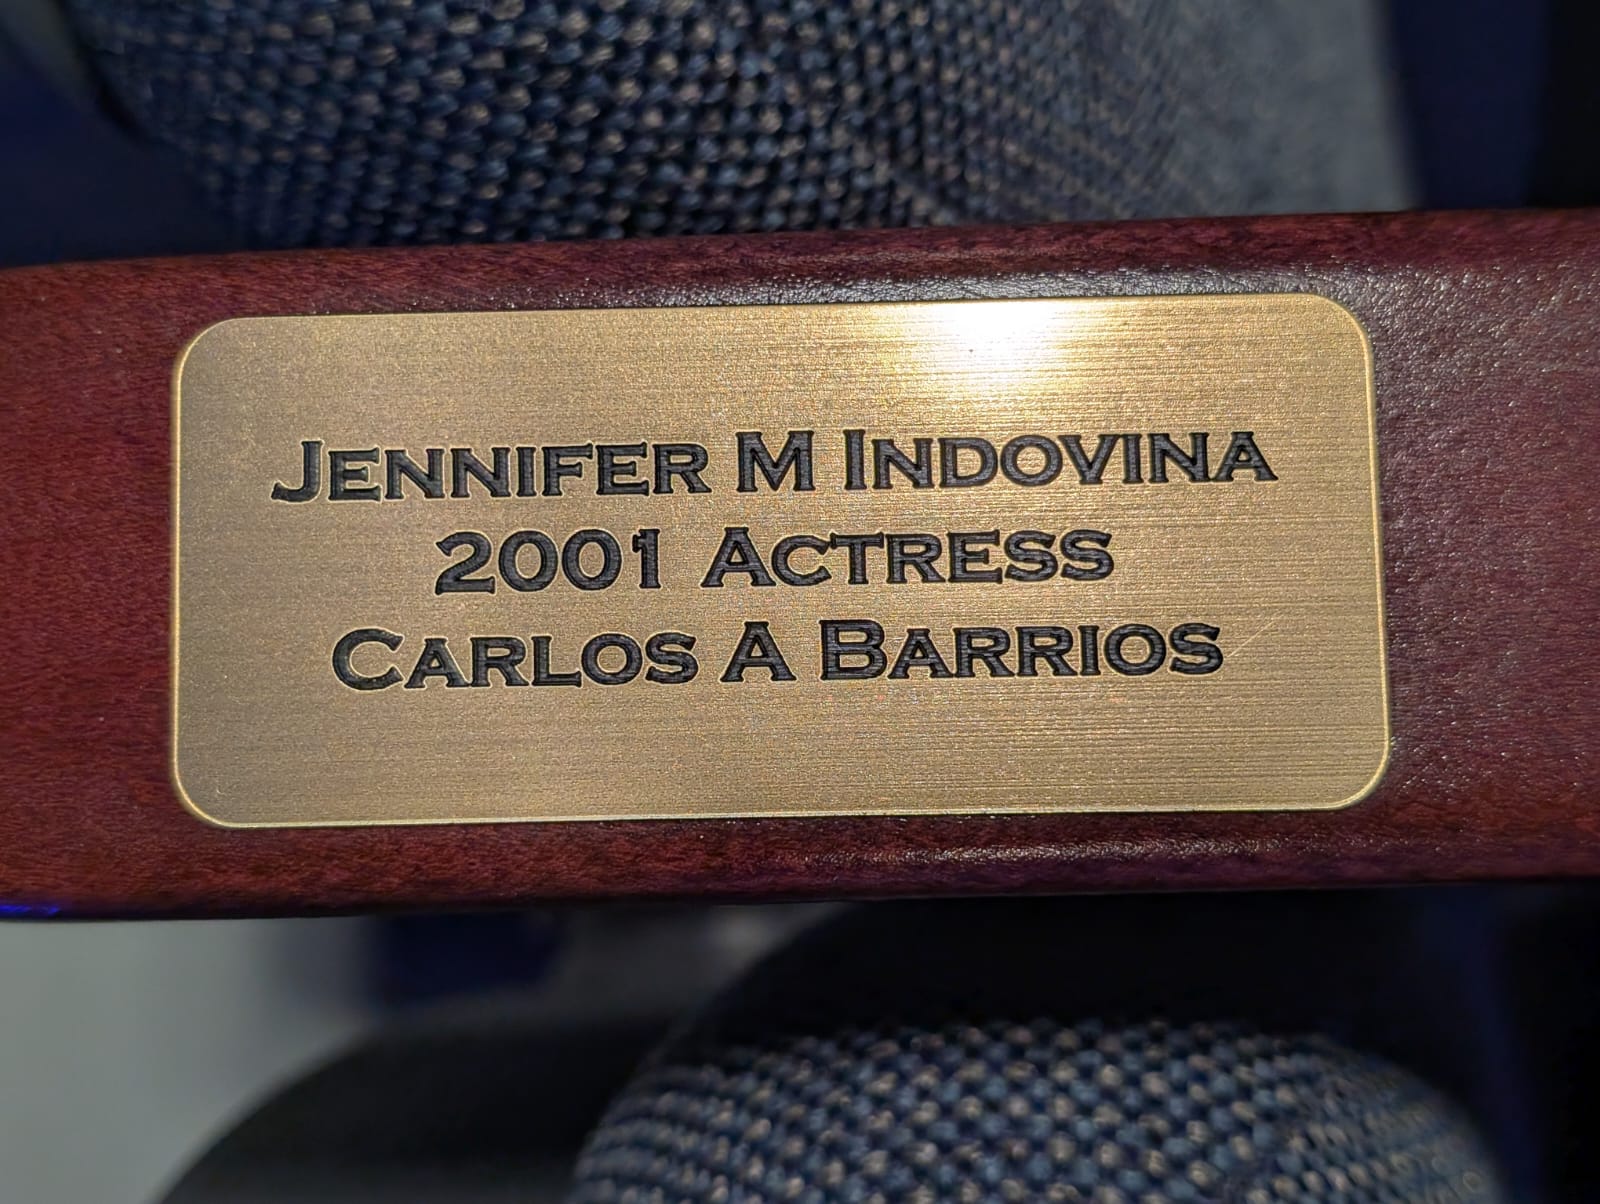 JENNIFER M INDOVINA
2001 ACTRESS
CARLOS A BARRIOS